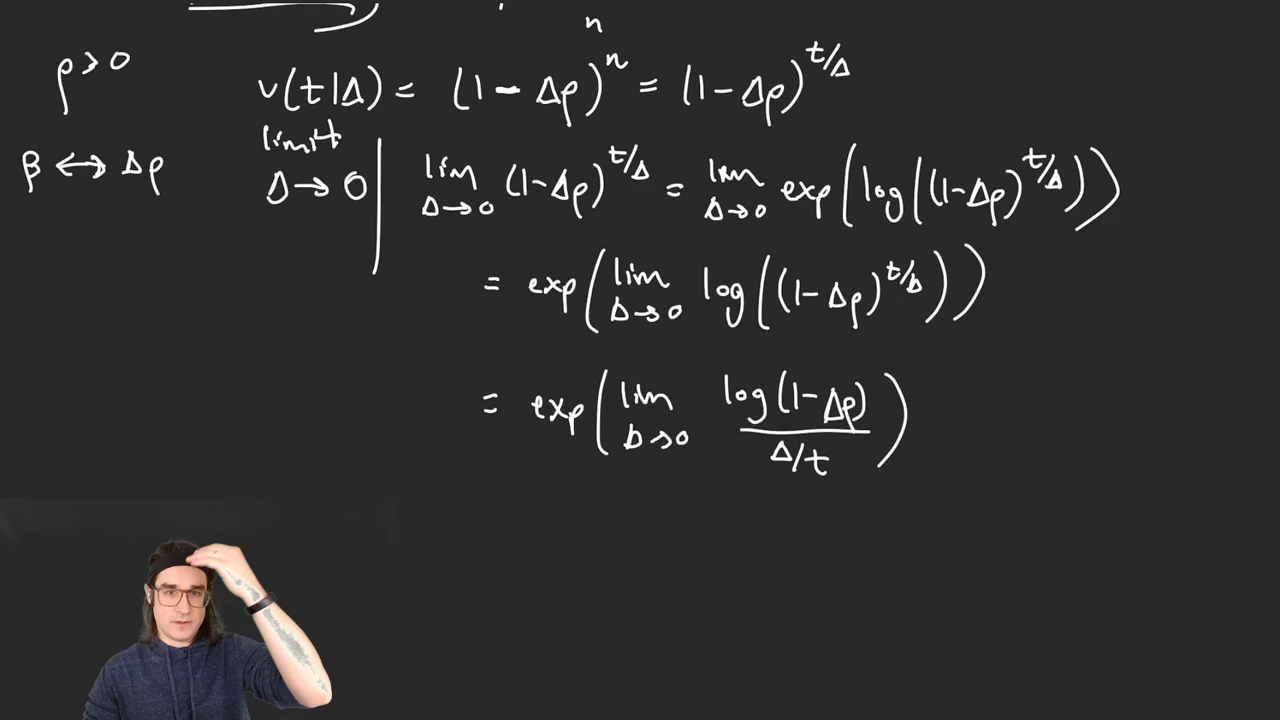 n
ρ > 0
v(t|Δ) = (1 - Δρ)^n = (1 - Δρ)^{t/Δ}
β ↔ Δρ
limit
Δ → 0
lim Δ→0 (1-Δρ)^{t/Δ} = lim Δ→0 exp(log((1-Δρ)^{t/Δ}))
= exp(lim Δ→0 log((1-Δρ)^{t/Δ}))
= exp(lim Δ→0 log(1-Δρ) / Δ/t)